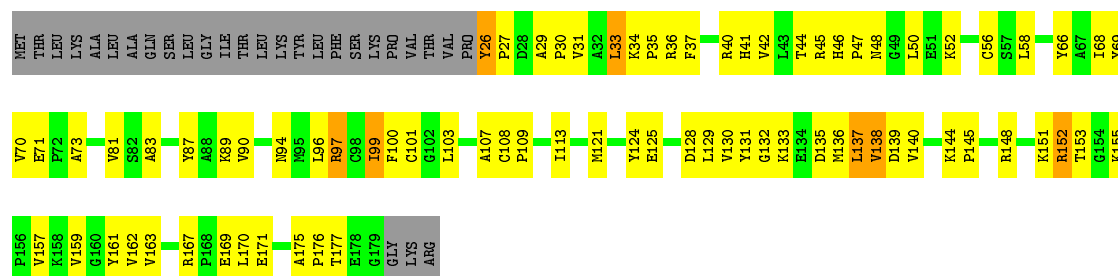 MET THR LEU LYS ALA LEU ALA GLN SER LEU GLY ILE THR LEU LYS TYR LEU PHE SER LYS PRO VAL THR VAL PRO Y26 P27 D28 A29 P30 V31 A32 L33 K34 P35 R36 F37 R40 H41 V42 L43 T44 R45 H46 P47 N48 G49 L50 E51 K52 C56 S57 L58 Y66 A67 I68 Y69
V70 E71 P72 A73 V81 S82 A83 Y87 A88 K89 V90 N94 M95 L96 R97 C98 I99 F100 C101 G102 L103 A107 C108 P109 I113 M121 Y124 E125 D128 L129 V130 Y131 G132 K133 E134 D135 M136 L137 V138 D139 V140 K144 P145 R148 K151 R152 T153 G154 K155
P156 V157 K158 V159 G160 Y161 V162 V163 R167 P168 E169 L170 E171 A175 P176 T177 E178 G179 GLY LYS ARG